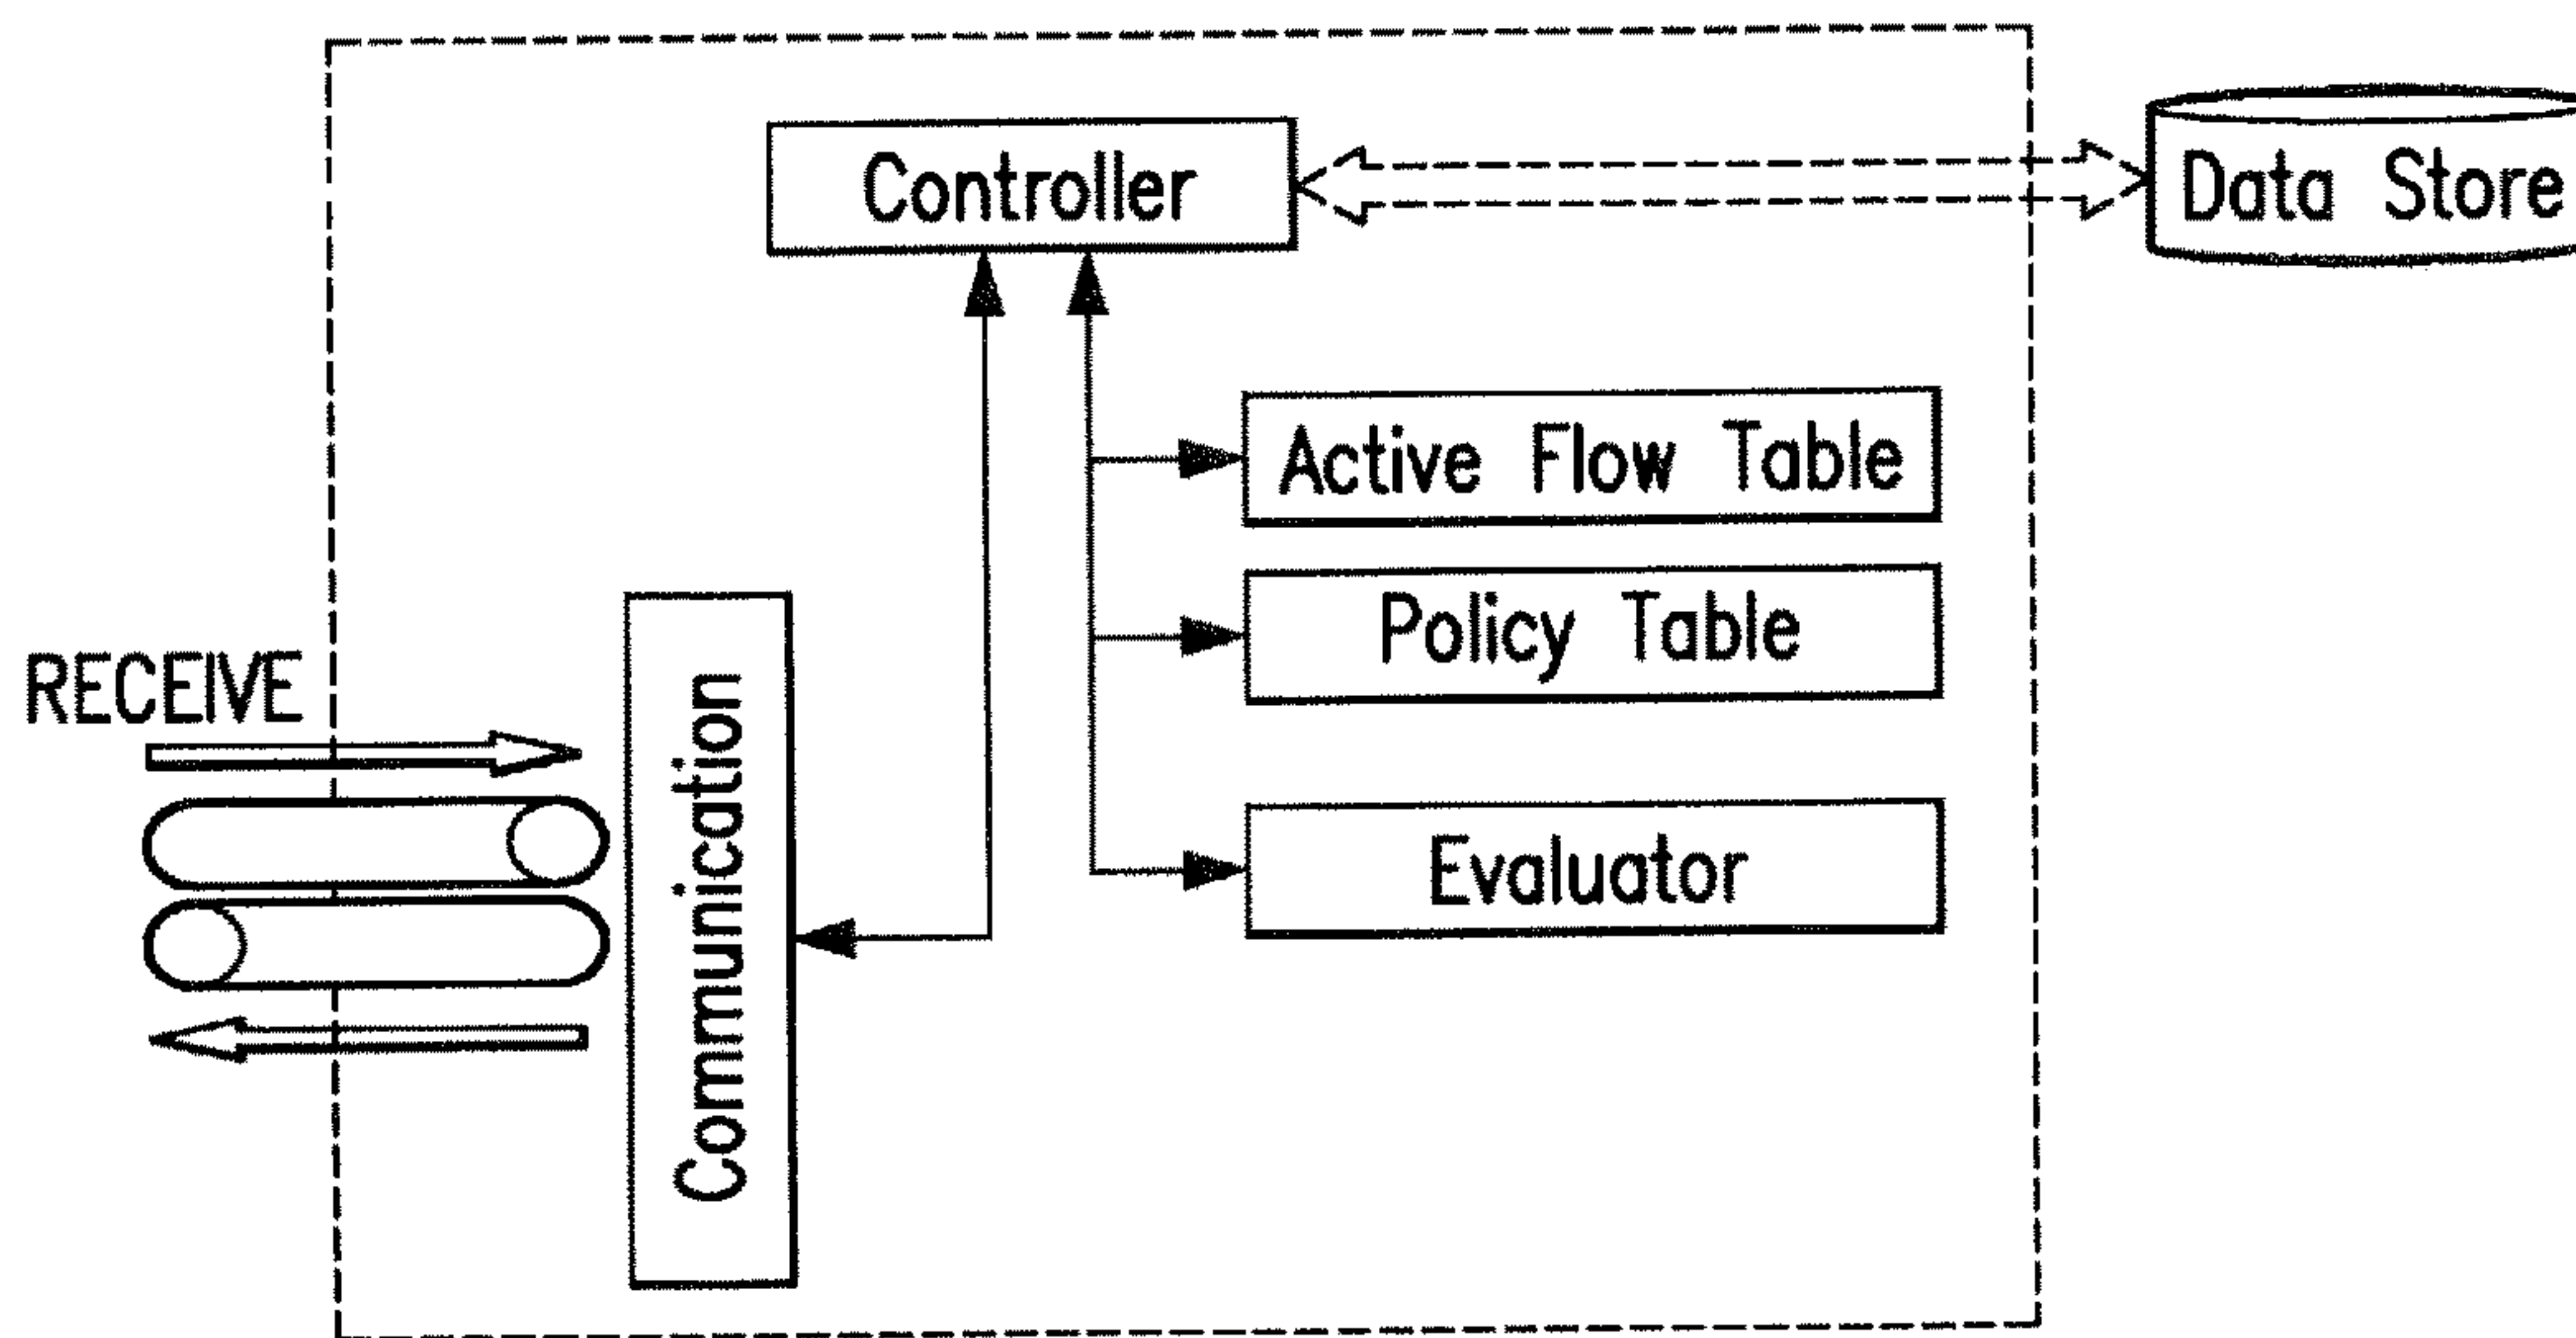 Controller
Data Store
Active Flow Table
Policy Table
RECEIVE
Communication
Evaluator